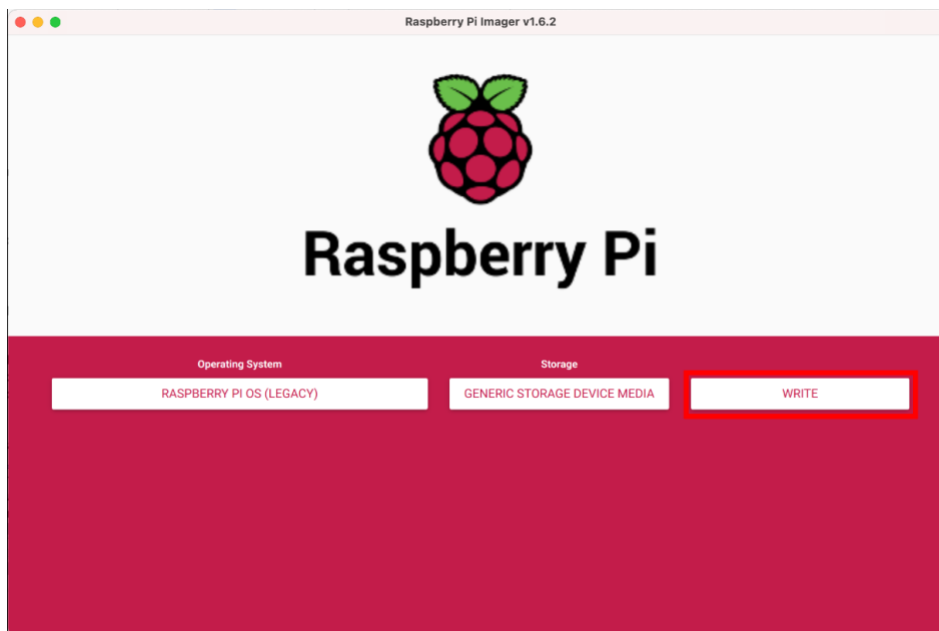 Raspberry Pi Imager v1.6.2
Raspberry Pi
Operating System
Storage
RASPBERRY PI OS (LEGACY)
GENERIC STORAGE DEVICE MEDIA
WRITE